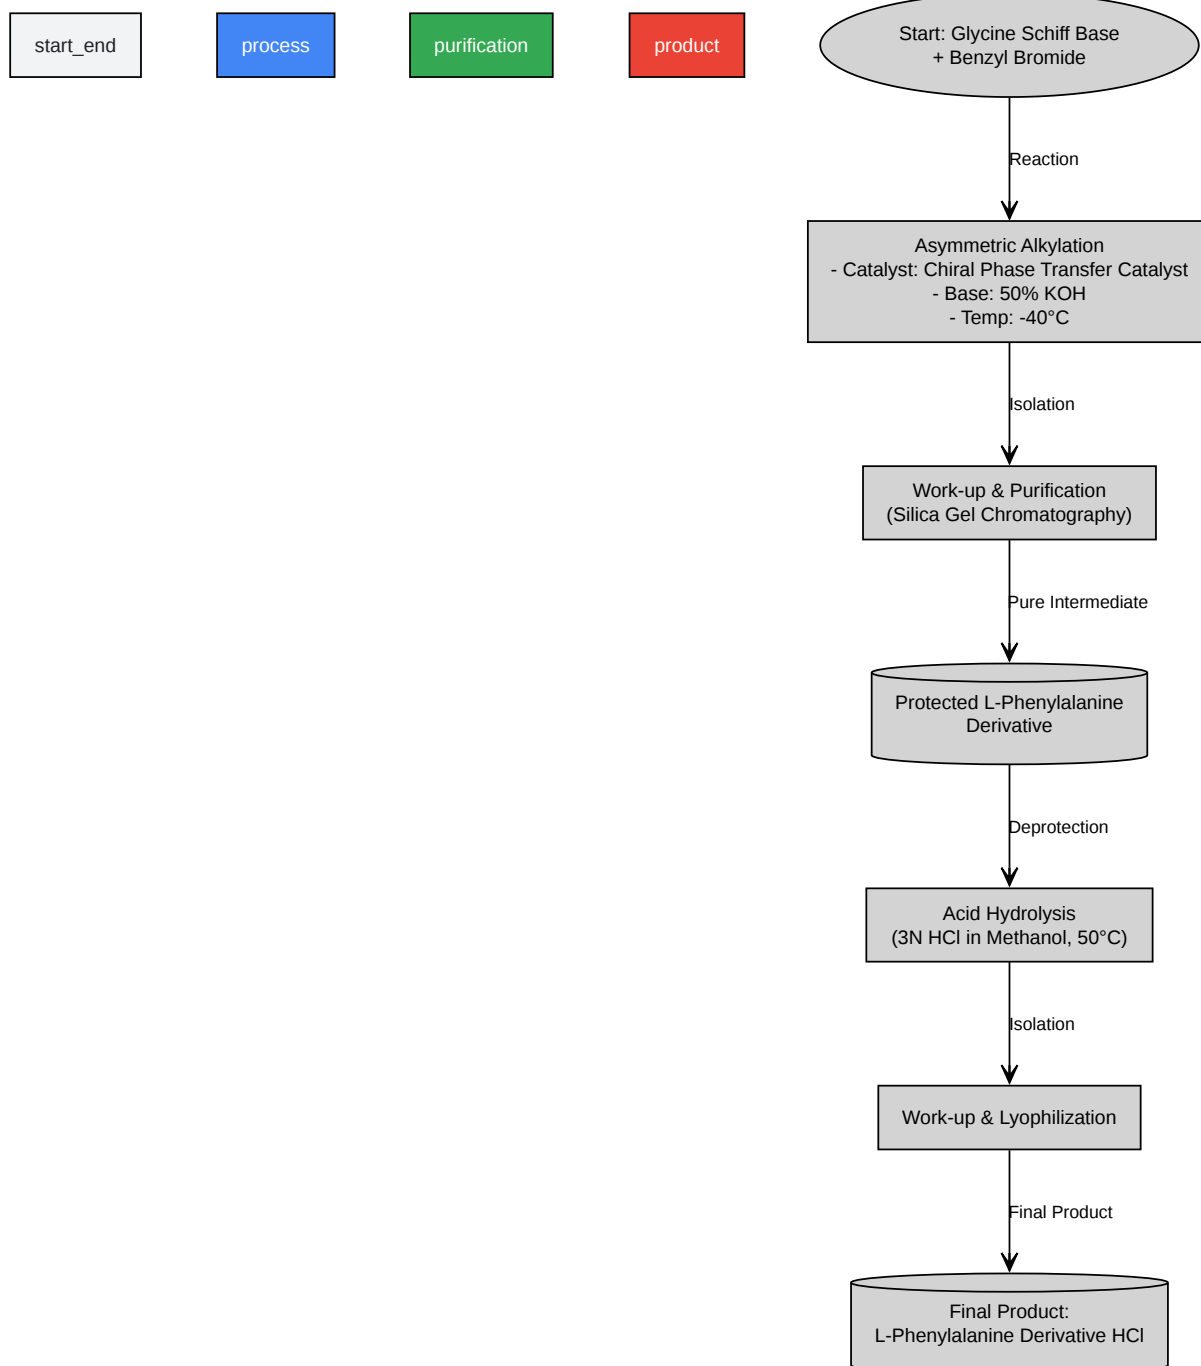 start_end
process
purification
product
Start: Glycine Schiff Base
+ Benzyl Bromide
Reaction
Asymmetric Alkylation
- Catalyst: Chiral Phase Transfer Catalyst
- Base: 50% KOH
- Temp: -40°C
Isolation
Work-up & Purification
(Silica Gel Chromatography)
Pure Intermediate
Protected L-Phenylalanine
Derivative
Deprotection
Acid Hydrolysis
(3N HCl in Methanol, 50°C)
Isolation
Work-up & Lyophilization
Final Product
Final Product:
L-Phenylalanine Derivative HCl